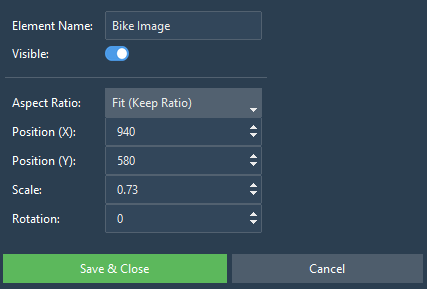 Element Name: Bike Image
Visible:
Aspect Ratio: Fit (Keep Ratio)
Position (X): 940
Position (Y): 580
Scale: 0.73
Rotation: 0
Save & Close Cancel